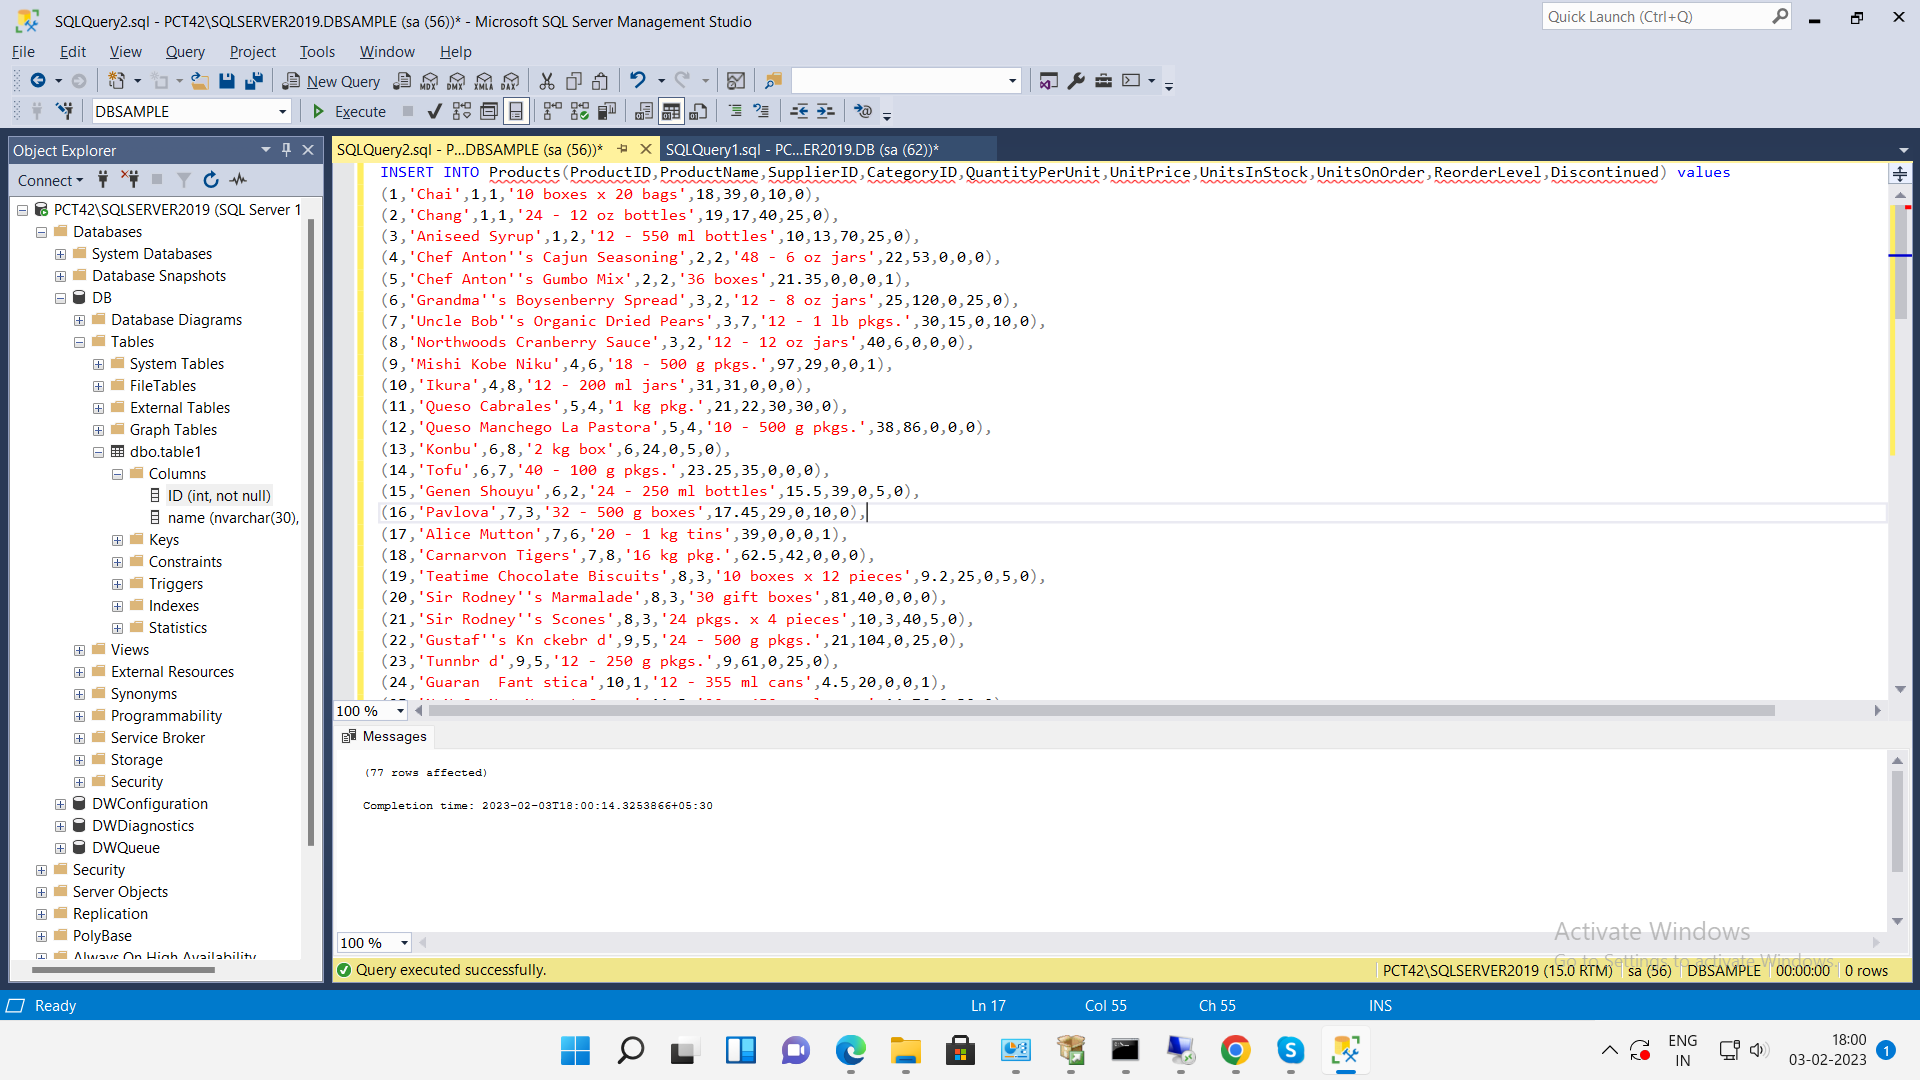 SQLQuery2.sql - PCT42\SQLSERVER2019.DBSAMPLE (sa (56))* - Microsoft SQL Server Management Studio
Quick Launch (Ctrl+Q)
File Edit View Query Project Tools Window Help
New Query
MDX DMX XMLA DAX
DBSAMPLE
Execute
Object Explorer
Connect
PCT42\SQLSERVER2019 (SQL Server 1
Databases
System Databases
Database Snapshots
DB
Database Diagrams
Tables
System Tables
FileTables
External Tables
Graph Tables
dbo.table1
Columns
ID (int, not null)
name (nvarchar(30),
Keys
Constraints
Triggers
Indexes
Statistics
Views
External Resources
Synonyms
Programmability
Service Broker
Storage
Security
DWConfiguration
DWDiagnostics
DWQueue
Security
Server Objects
Replication
PolyBase
Always On High Availability
SQLQuery2.sql - P...DBSAMPLE (sa (56))*
SQLQuery1.sql - PC...ER2019.DB (sa (62))*
INSERT INTO Products(ProductID,ProductName,SupplierID,CategoryID,QuantityPerUnit,UnitPrice,UnitsInStock,UnitsOnOrder,ReorderLevel,Discontinued) values
(1,'Chai',1,1,'10 boxes x 20 bags',18,39,0,10,0),
(2,'Chang',1,1,'24 - 12 oz bottles',19,17,40,25,0),
(3,'Aniseed Syrup',1,2,'12 - 550 ml bottles',10,13,70,25,0),
(4,'Chef Anton''s Cajun Seasoning',2,2,'48 - 6 oz jars',22,53,0,0,0),
(5,'Chef Anton''s Gumbo Mix',2,2,'36 boxes',21.35,0,0,0,1),
(6,'Grandma''s Boysenberry Spread',3,2,'12 - 8 oz jars',25,120,0,25,0),
(7,'Uncle Bob''s Organic Dried Pears',3,7,'12 - 1 lb pkgs.',30,15,0,10,0),
(8,'Northwoods Cranberry Sauce',3,2,'12 - 12 oz jars',40,6,0,0,0),
(9,'Mishi Kobe Niku',4,6,'18 - 500 g pkgs.',97,29,0,0,1),
(10,'Ikura',4,8,'12 - 200 ml jars',31,31,0,0,0),
(11,'Queso Cabrales',5,4,'1 kg pkg.',21,22,30,30,0),
(12,'Queso Manchego La Pastora',5,4,'10 - 500 g pkgs.',38,86,0,0,0),
(13,'Konbu',6,8,'2 kg box',6,24,0,5,0),
(14,'Tofu',6,7,'40 - 100 g pkgs.',23.25,35,0,0,0),
(15,'Genen Shouyu',6,2,'24 - 250 ml bottles',15.5,39,0,5,0),
(16,'Pavlova',7,3,'32 - 500 g boxes',17.45,29,0,10,0),
(17,'Alice Mutton',7,6,'20 - 1 kg tins',39,0,0,0,1),
(18,'Carnarvon Tigers',7,8,'16 kg pkg.',62.5,42,0,0,0),
(19,'Teatime Chocolate Biscuits',8,3,'10 boxes x 12 pieces',9.2,25,0,5,0),
(20,'Sir Rodney''s Marmalade',8,3,'30 gift boxes',81,40,0,0,0),
(21,'Sir Rodney''s Scones',8,3,'24 pkgs. x 4 pieces',10,3,40,5,0),
(22,'Gustaf''s Kn ckebr d',9,5,'24 - 500 g pkgs.',21,104,0,25,0),
(23,'Tunnbr d',9,5,'12 - 250 g pkgs.',9,61,0,25,0),
(24,'Guaran  Fant stica',10,1,'12 - 355 ml cans',4.5,20,0,0,1),
100 %
Messages
(77 rows affected)
Completion time: 2023-02-03T18:00:14.3253866+05:30
Activate Windows
Go to Settings to activate Windows.
100 %
Query executed successfully.
PCT42\SQLSERVER2019 (15.0 RTM) sa (56) DBSAMPLE 00:00:00 0 rows
Ready
Ln 17 Col 55 Ch 55 INS
ENG
IN
18:00
03-02-2023
1